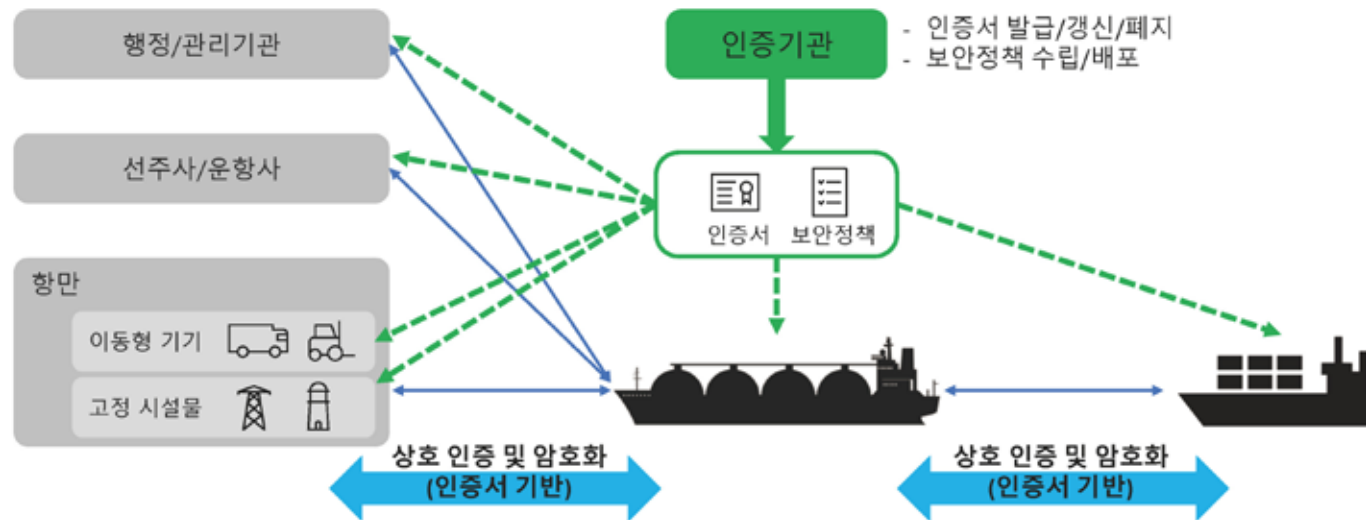 행정/관리기관
인증기관
- 인증서 발급/갱신/폐지
- 보안정책 수립/배포
선주사/운항사
인증서
보안정책
항만
이동형 기기
고정 시설물
상호 인증 및 암호화
(인증서 기반)
상호 인증 및 암호화
(인증서 기반)